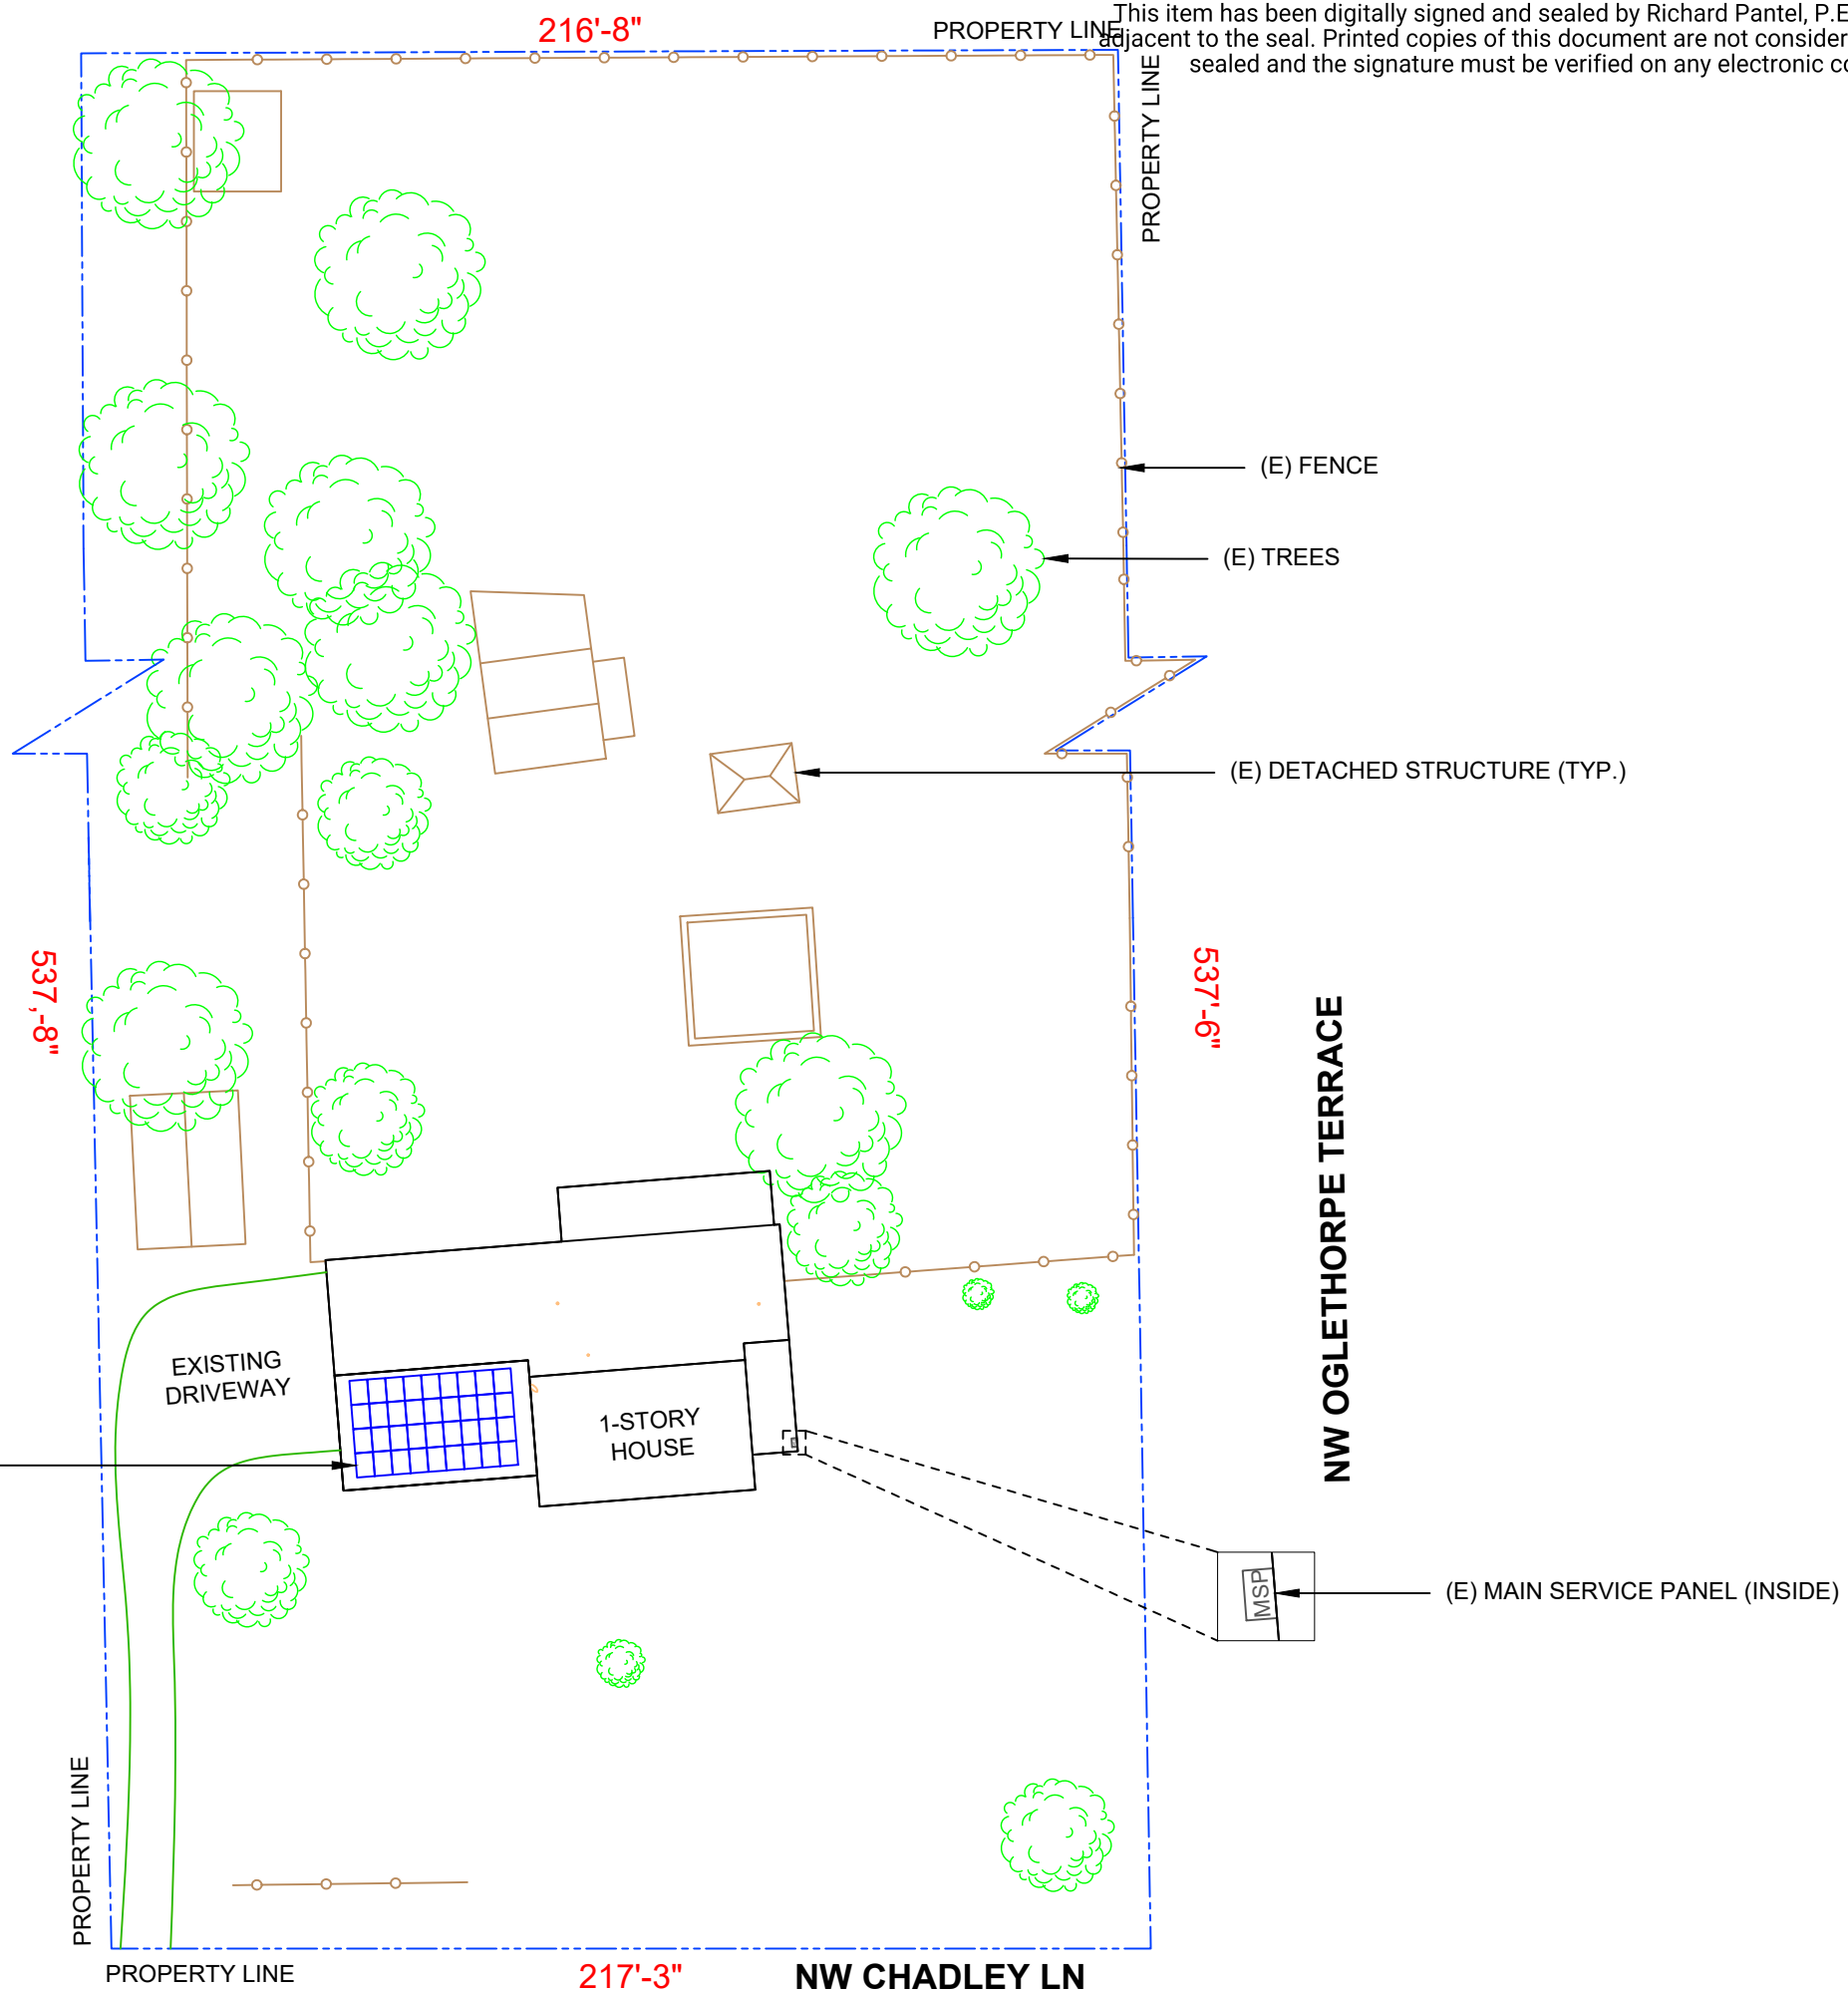 This item has been digitally signed and sealed by Richard Pantel, P.E
adjacent to the seal. Printed copies of this document are not consider
sealed and the signature must be verified on any electronic co
216'-8"
PROPERTY LINE
PROPERTY LINE
(E) FENCE
(E) TREES
(E) DETACHED STRUCTURE (TYP.)
537,-8"
537'-6"
NW OGLETHORPE TERRACE
EXISTING
DRIVEWAY
1-STORY
HOUSE
MSP
(E) MAIN SERVICE PANEL (INSIDE)
PROPERTY LINE
PROPERTY LINE
217'-3"
NW CHADLEY LN